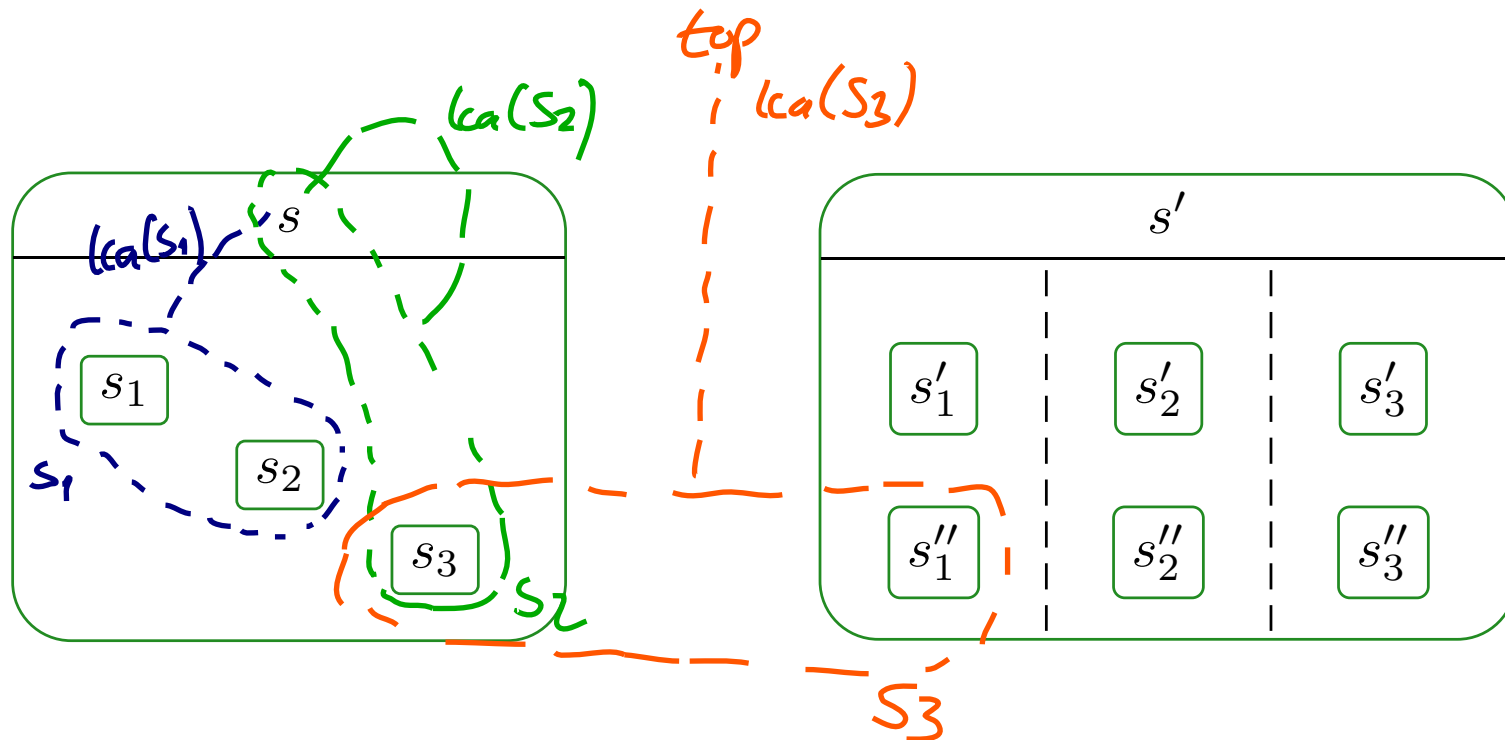 top
lca(S2)
lca(S3)
s
s′
lca(S1)
s1
s′1
s′2
s′3
s2
S1
s3
s″1
s″2
s″3
S2
S3